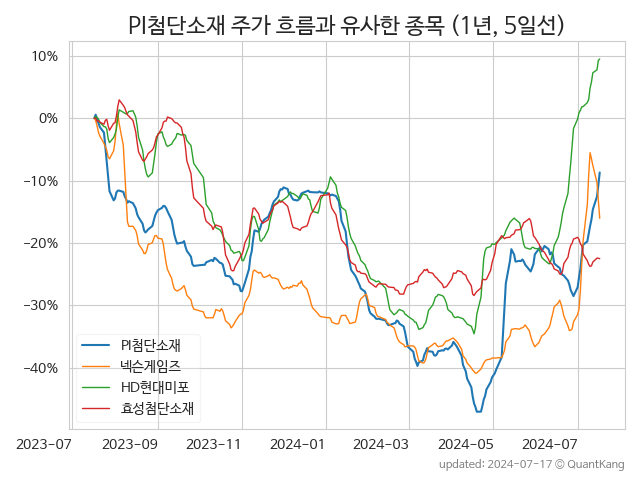 PI첨단소재 주가 흐름과 유사한 종목 (1년, 5일선)
10%
0%
−10%
−20%
−30%
−40%
PI첨단소재
넥슨게임즈
HD현대미포
효성첨단소재
2023-07
2023-09
2023-11
2024-01
2024-03
2024-05
2024-07
updated: 2024-07-17 © QuantKang